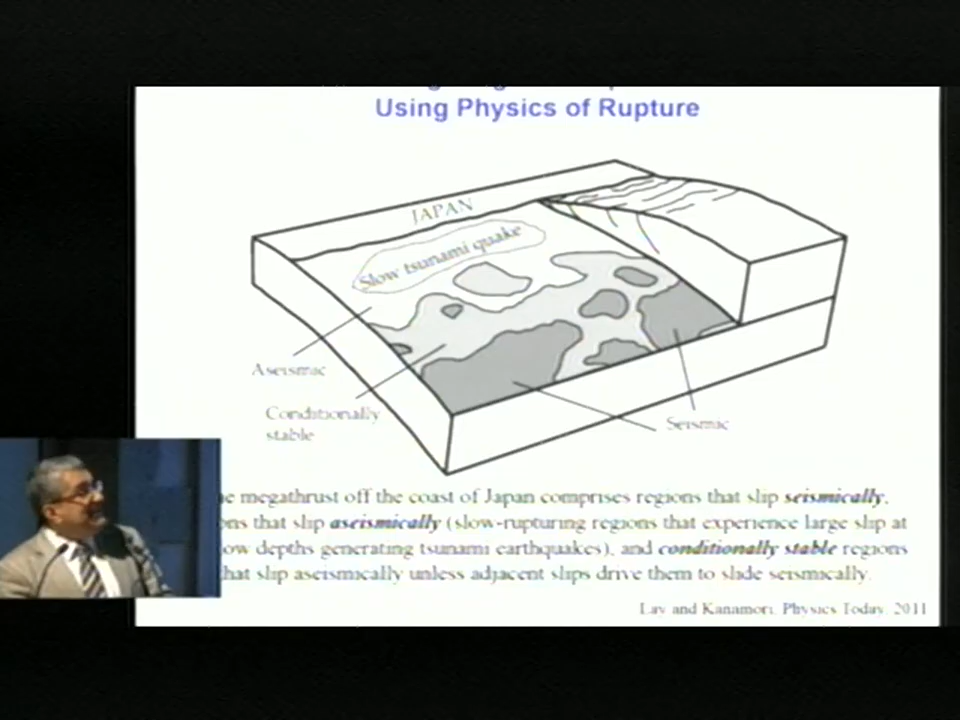 Using Physics of Rupture
JAPAN
Slow tsunami quake
Aseismic
Conditionally
stable
Seismic
megathrust off the coast of Japan comprises regions that slip seismically,
that slip aseismically (slow-rupturing regions that experience large slip at
depths generating tsunami earthquakes), and conditionally stable regions
that slip aseismically unless adjacent slips drive them to slide seismically.
Lay and Kanamori, Physics Today, 2011